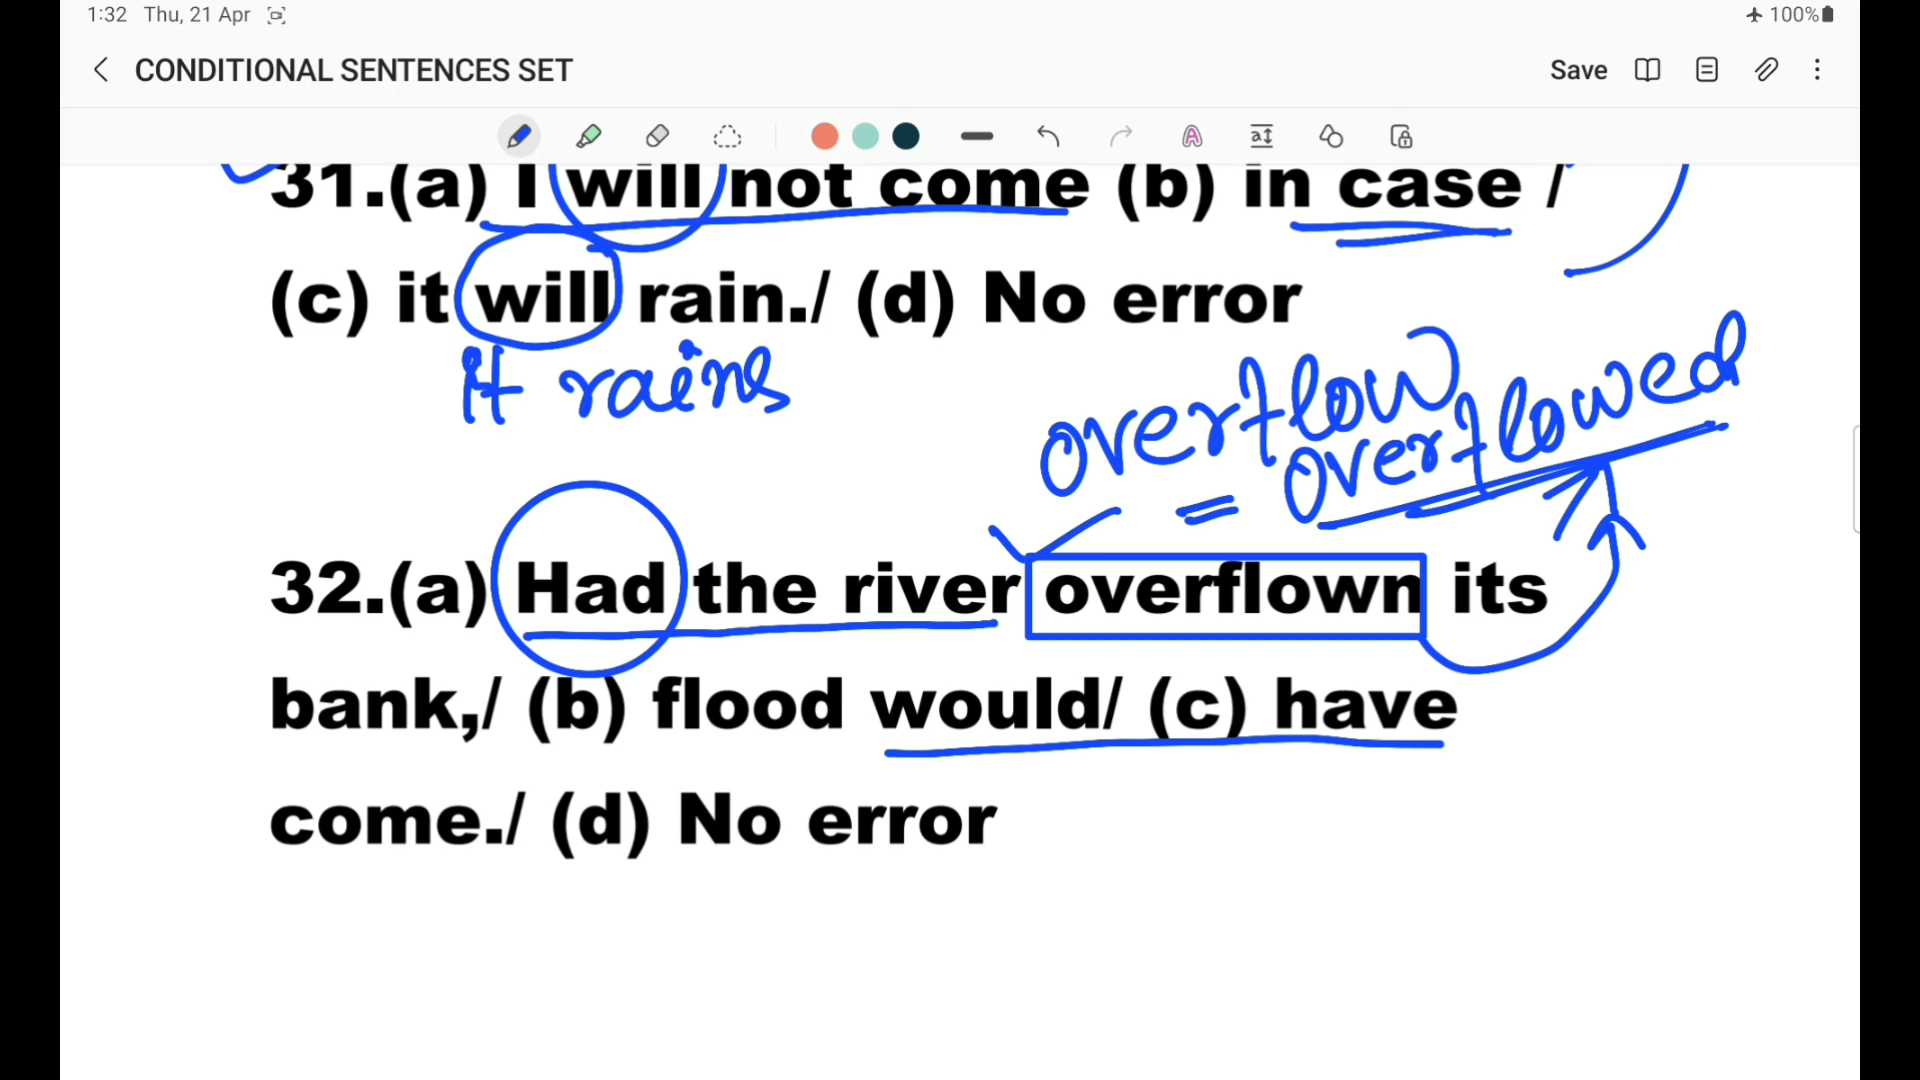 1:32 Thu, 21 Apr 100%
CONDITIONAL SENTENCES SET Save
31.(a) I will not come (b) in case /
(c) it will rain./ (d) No error
It rains
overflow
= overflowed
32.(a) Had the river overflown its
bank,/ (b) flood would/ (c) have
come./ (d) No error